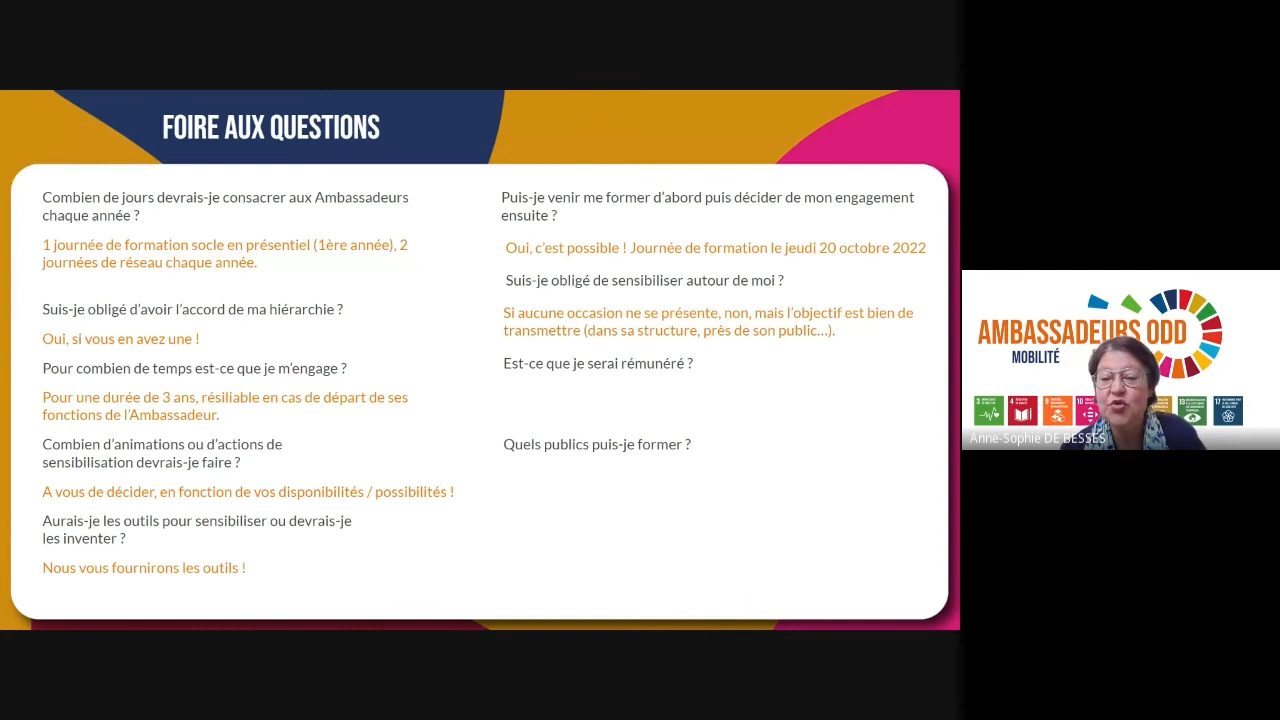 FOIRE AUX QUESTIONS
Combien de jours devrais-je consacrer aux Ambassadeurs
chaque année ?
1 journée de formation socle en présentiel (1ère année), 2
journées de réseau chaque année.
Suis-je obligé d'avoir l'accord de ma hiérarchie ?
Oui, si vous en avez une !
Pour combien de temps est-ce que je m'engage ?
Pour une durée de 3 ans, résiliable en cas de départ de ses
fonctions de l'Ambassadeur.
Combien d'animations ou d'actions de
sensibilisation devrais-je faire ?
A vous de décider, en fonction de vos disponibilités / possibilités !
Aurais-je les outils pour sensibiliser ou devrais-je
les inventer ?
Nous vous fournirons les outils !
Puis-je venir me former d'abord puis décider de mon engagement
ensuite ?
Oui, c'est possible ! Journée de formation le jeudi 20 octobre 2022
Suis-je obligé de sensibiliser autour de moi ?
Si aucune occasion ne se présente, non, mais l'objectif est bien de
transmettre (dans sa structure, près de son public...).
Est-ce que je serai rémunéré ?
Quels publics puis-je former ?
AMBASSADEURS ODD
MOBILITÉ
3 4 9 10 13 17
Anne-Sophie DE BESSES